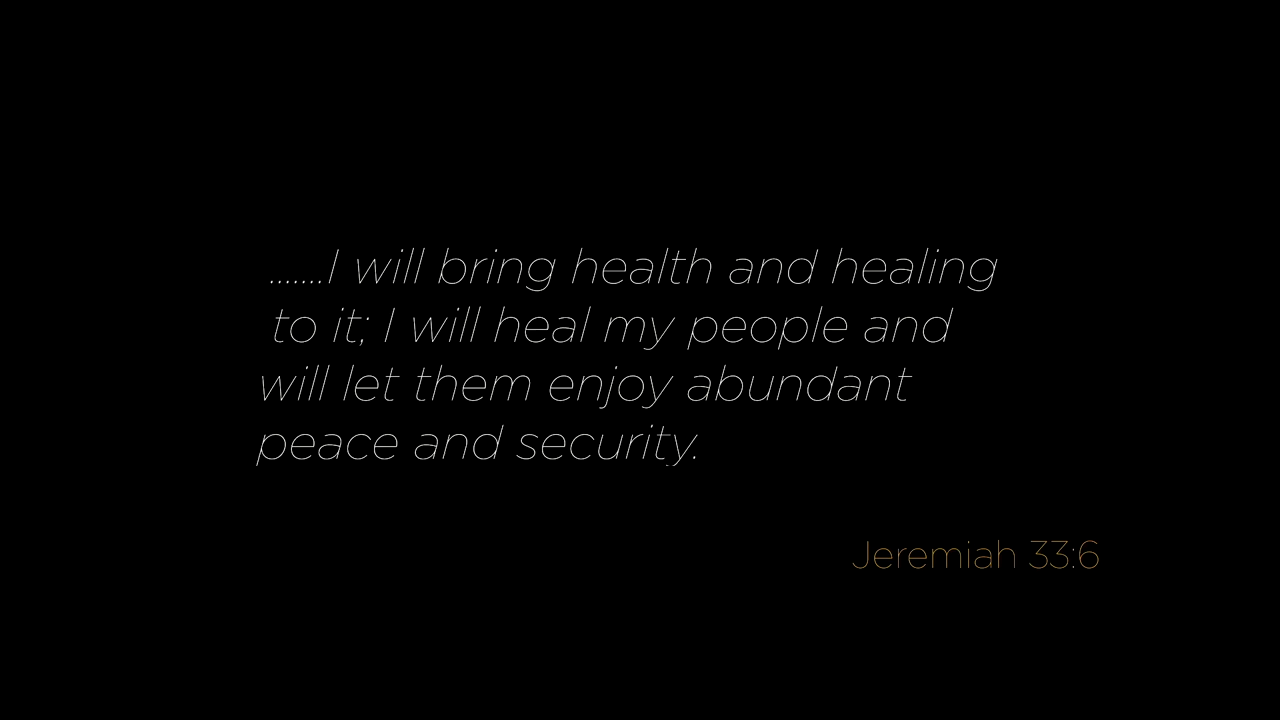 .......I will bring health and healing
to it; I will heal my people and
will let them enjoy abundant
peace and security.
Jeremiah 33:6